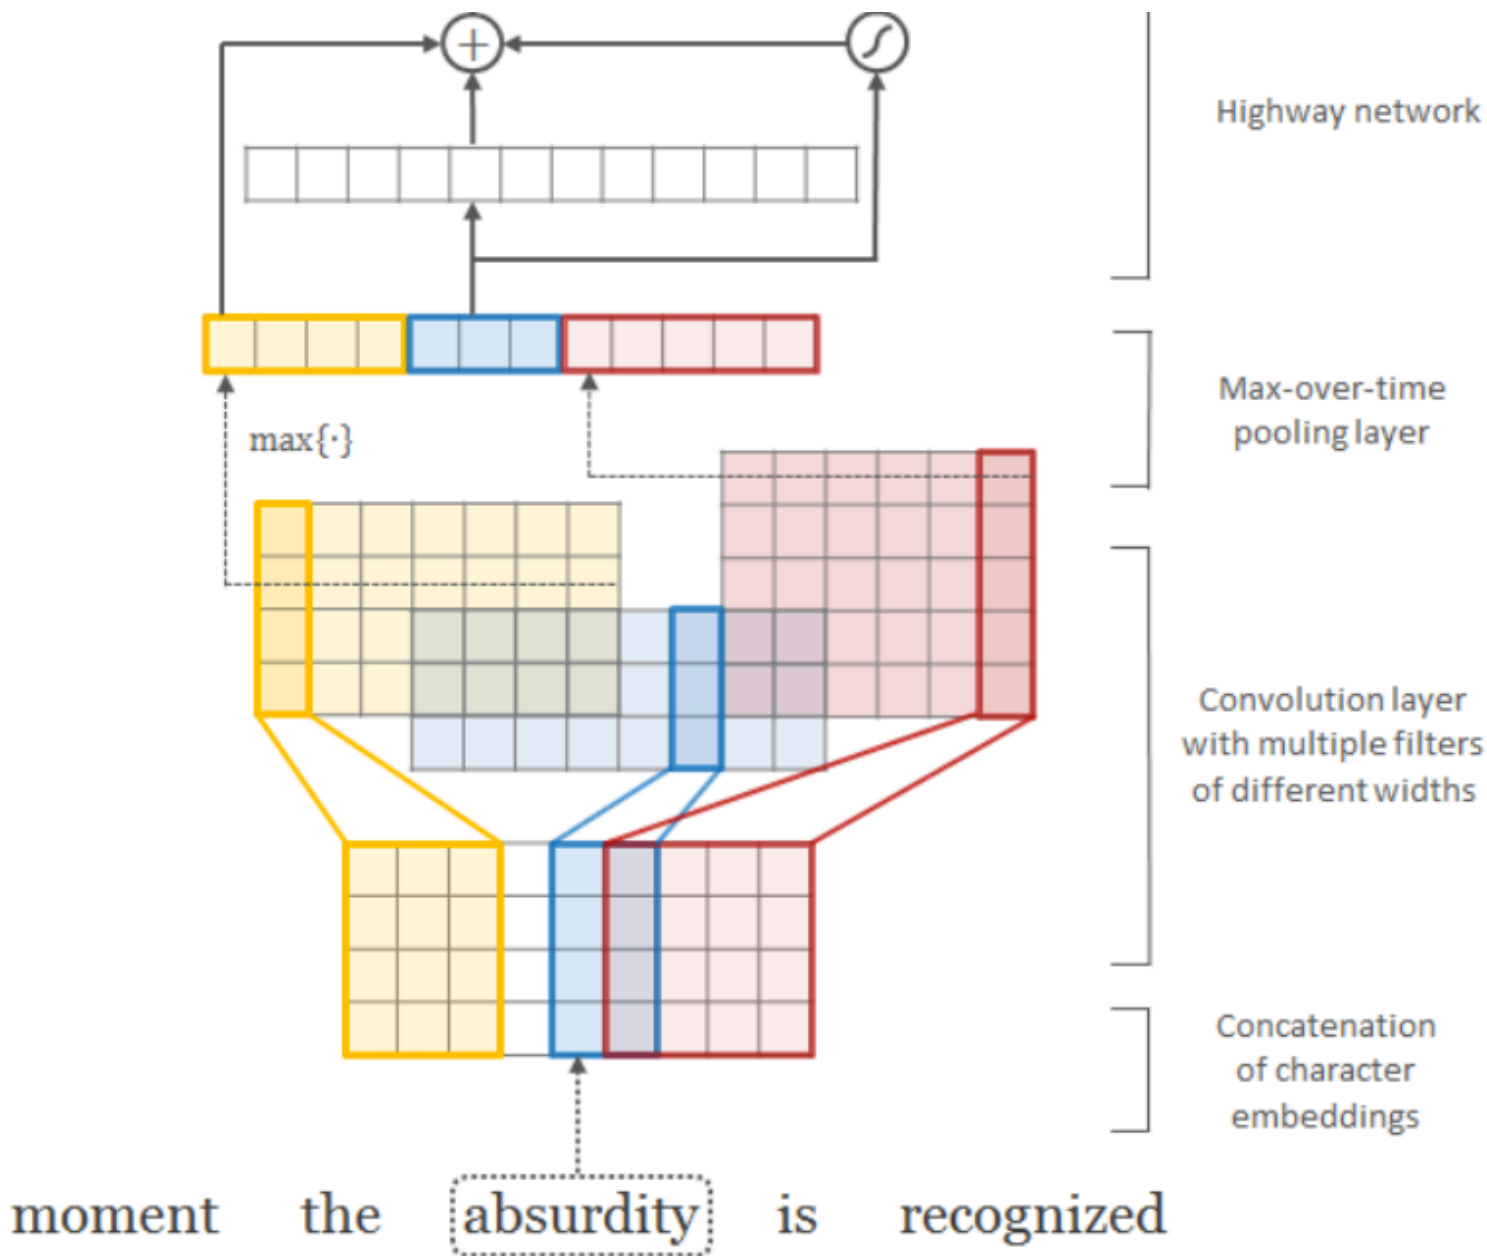 Highway network
Max-over-time
pooling layer
max{·}
Convolution layer
with multiple filters
of different widths
Concatenation
of character
embeddings
moment the absurdity is recognized